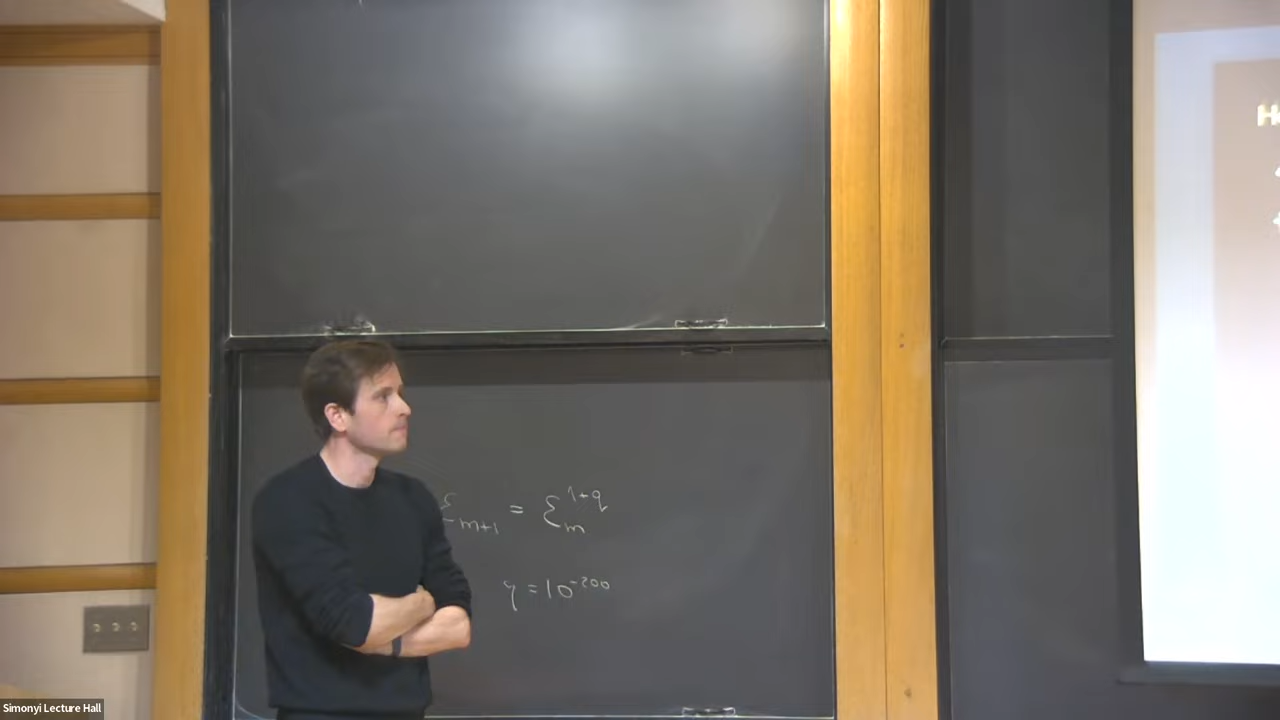 ε_{m+1} = ε_m^{1+q}
γ = 10^{-200}
Simonyi Lecture Hall